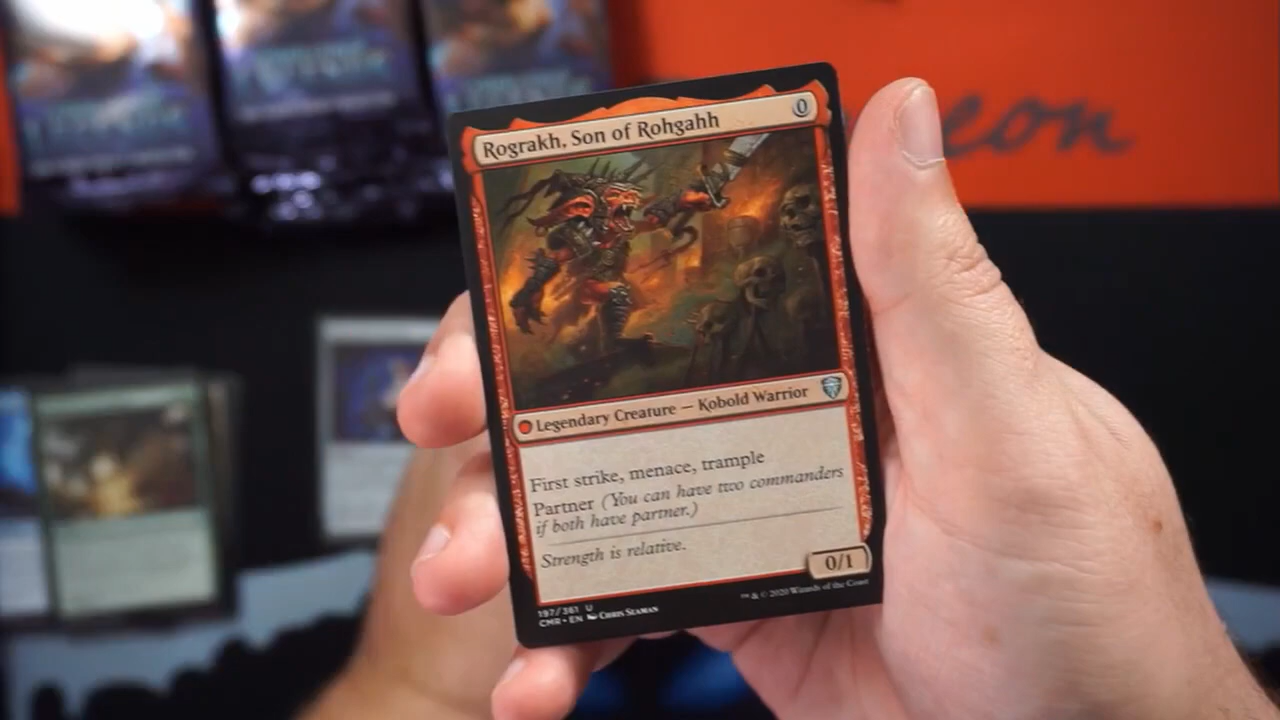 eon
Rograkh, Son of Rohgahh
0
Legendary Creature — Kobold Warrior
First strike, menace, trample
Partner (You can have two commanders
if both have partner.)
Strength is relative.
0/1
197/361 U
CMR • EN Chris Seaman
™ & © 2020 Wizards of the Coast